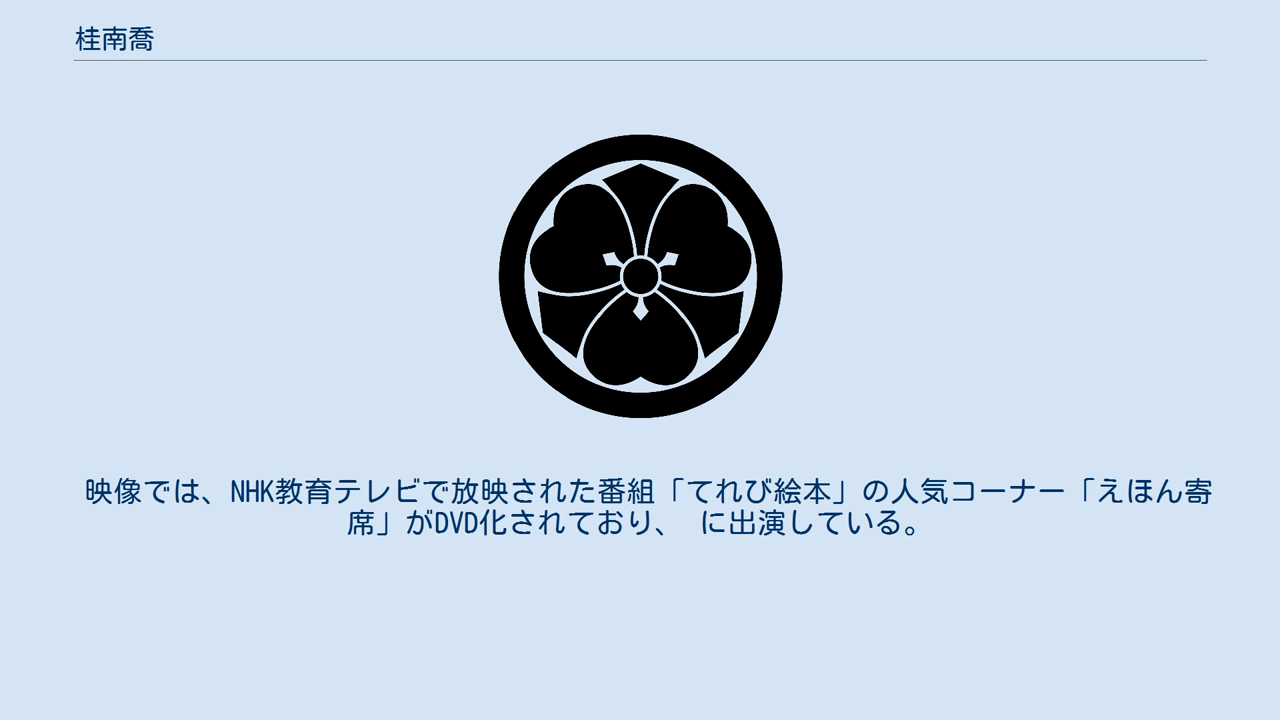 桂南喬
映像では、NHK教育テレビで放映された番組「てれび絵本」の人気コーナー「えほん寄
席」がDVD化されており、 に出演している。